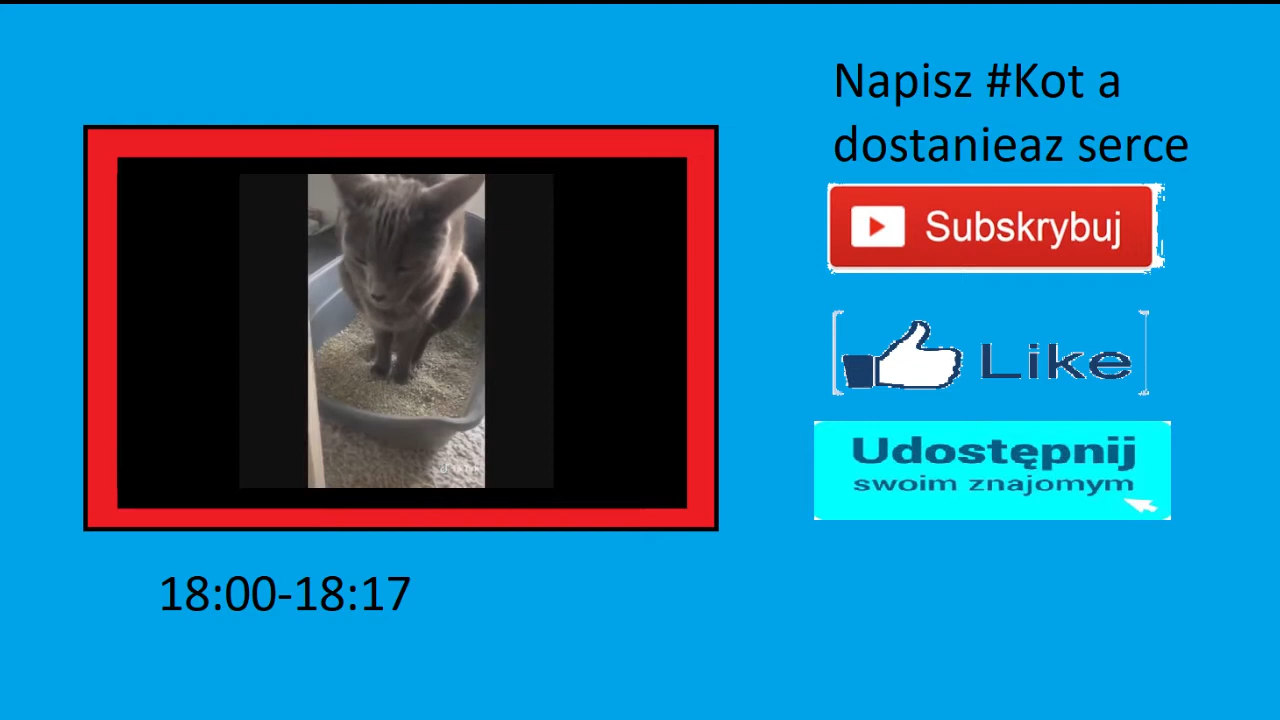 Napisz #Kot a
dostanieaz serce
Subskrybuj
Like
Udostępnij
swoim znajomym
18:00-18:17